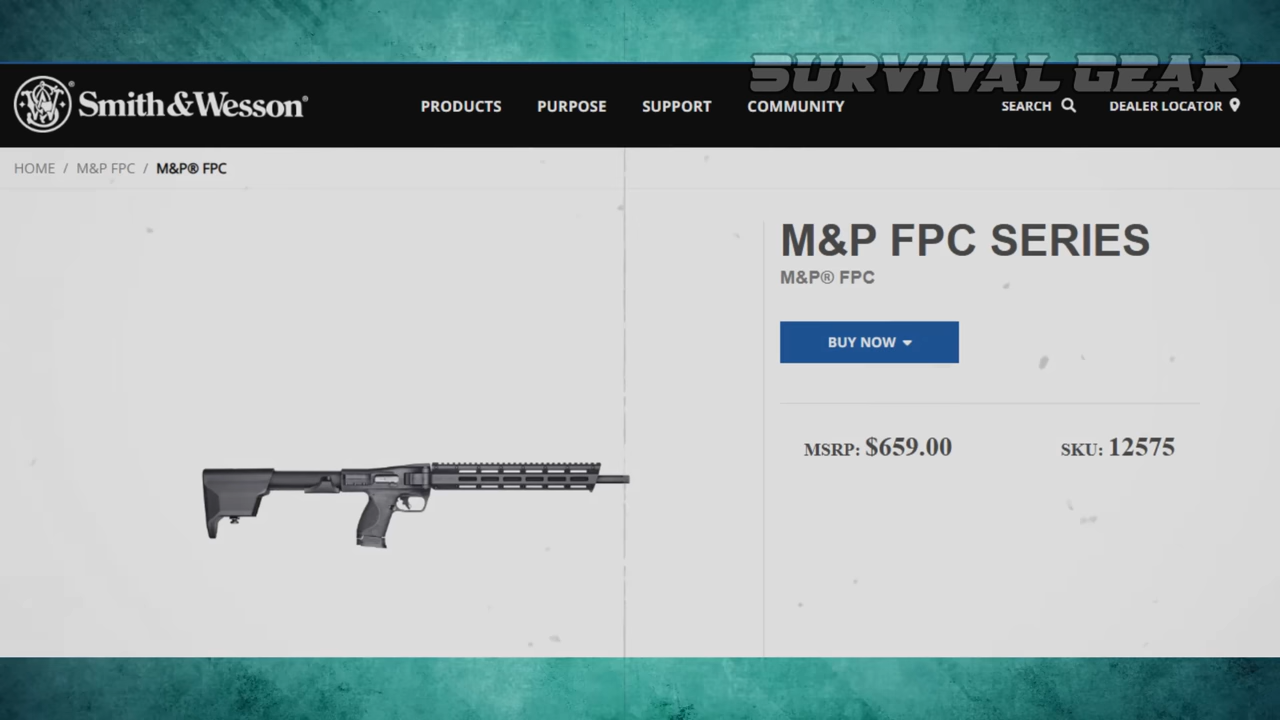 SURVIVAL GEAR
Smith&Wesson®
PRODUCTS PURPOSE SUPPORT COMMUNITY SEARCH DEALER LOCATOR
HOME / M&P FPC / M&P® FPC
M&P FPC SERIES
M&P® FPC
BUY NOW
MSRP: $659.00 SKU: 12575